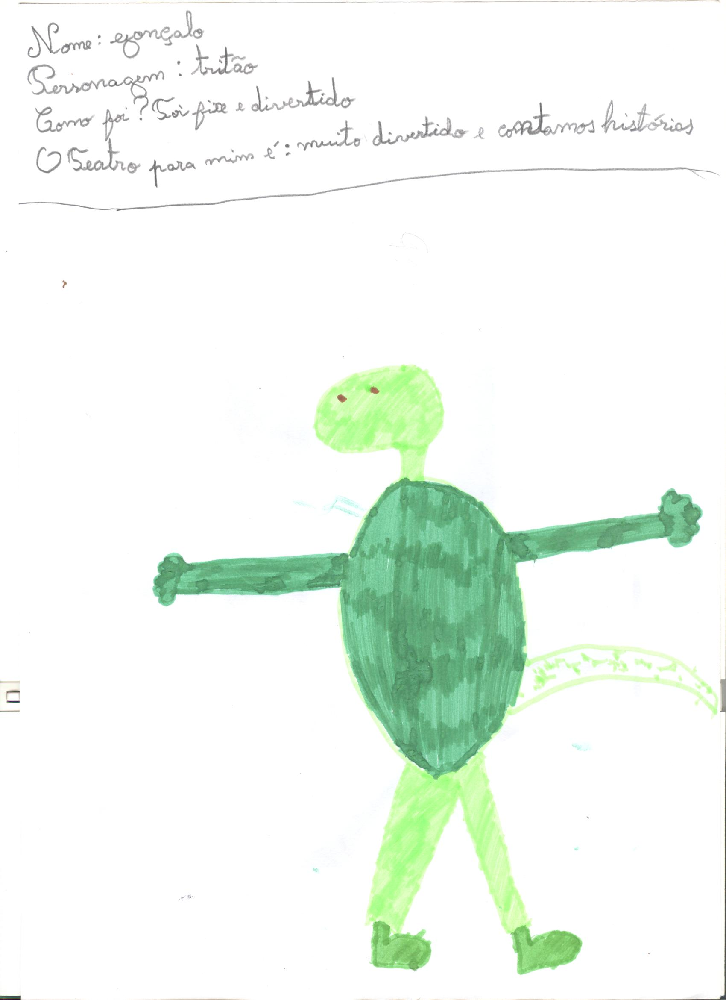 Nome: gonçalo
Personagem: tritão
Como foi? Foi fixe e divertido
O Teatro para mim é: muito divertido e contamos histórias